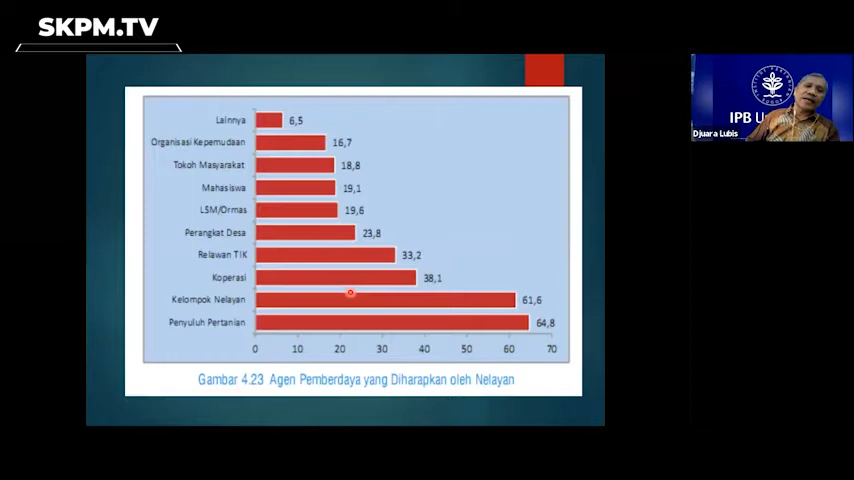 SKPM.TV
Lainnya 6,5
Organisasi Kepemudaan 16,7
Tokoh Masyarakat 18,8
Mahasiswa 19,1
LSM/Ormas 19,6
Perangkat Desa 23,8
Relawan TIK 33,2
Koperasi 38,1
Kelompok Nelayan 61,6
Penyuluh Pertanian 64,8
0 10 20 30 40 50 60 70
Gambar 4.23 Agen Pemberdaya yang Diharapkan oleh Nelayan
IPB U
Djuara Lubis